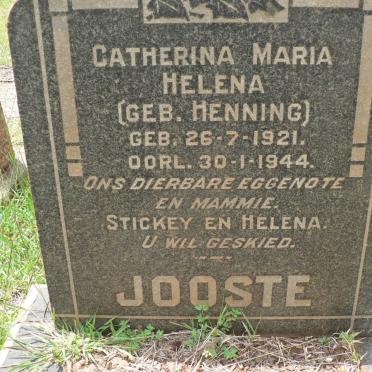 CATHERINA MARIA
HELENA
(GEB. HENNING)
GEB. 26-7-1921.
OORL. 30-1-1944.
ONS DIERBARE EGGENOTE
EN MAMMIE.
STICKEY EN HELENA.
U WIL GESKIED.
JOOSTE